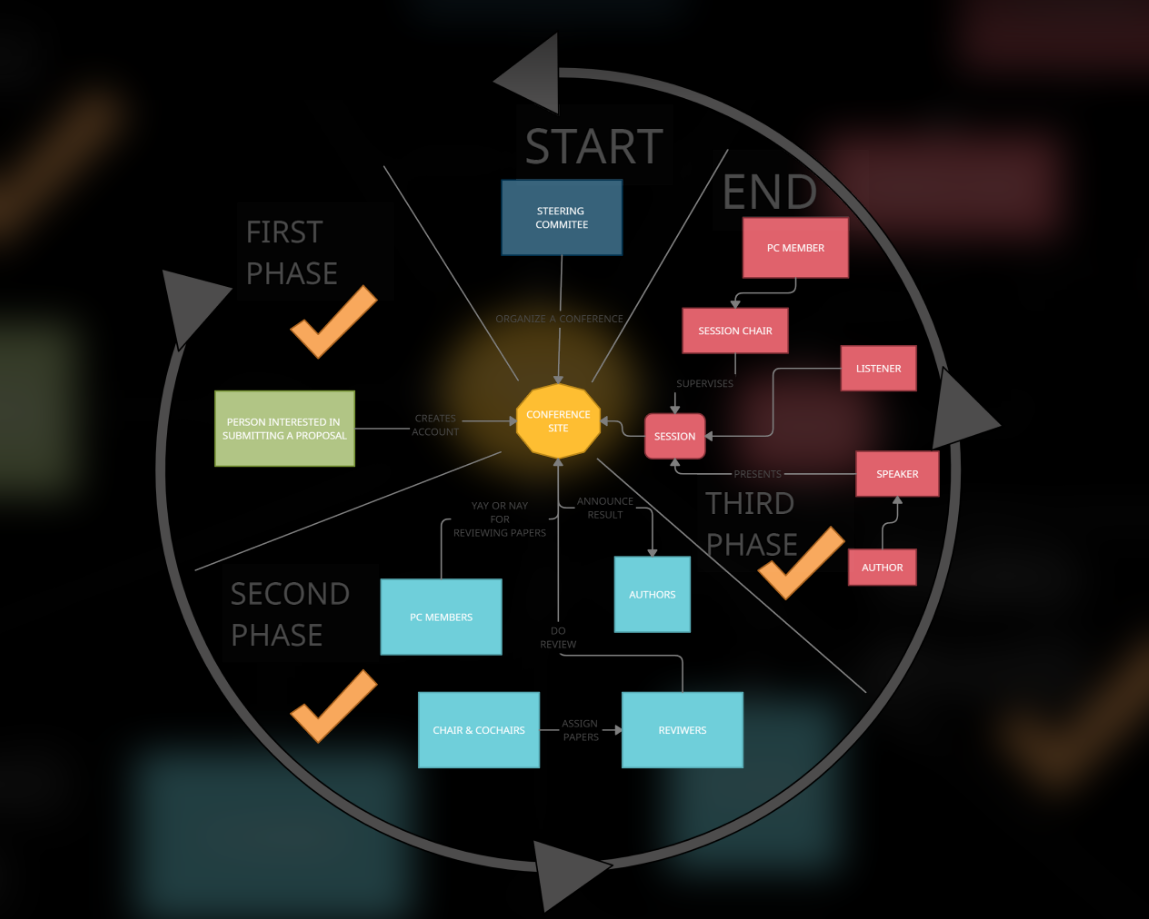 START
STEERING
COMMITEE
ORGANIZE A CONFERENCE
END
PC MEMBER
SESSION CHAIR
SUPERVISES
LISTENER
SESSION
PRESENTS
SPEAKER
AUTHOR
THIRD
PHASE
FIRST
PHASE
PERSON INTERESTED IN
SUBMITTING A PROPOSAL
CREATES
ACCOUNT
CONFERENCE
SITE
SECOND
PHASE
YAY OR NAY
FOR
REVIEWING PAPERS
ANNOUNCE
RESULT
PC MEMBERS
AUTHORS
DO
REVIEW
CHAIR & COCHAIRS
ASSIGN
PAPERS
REVIWERS